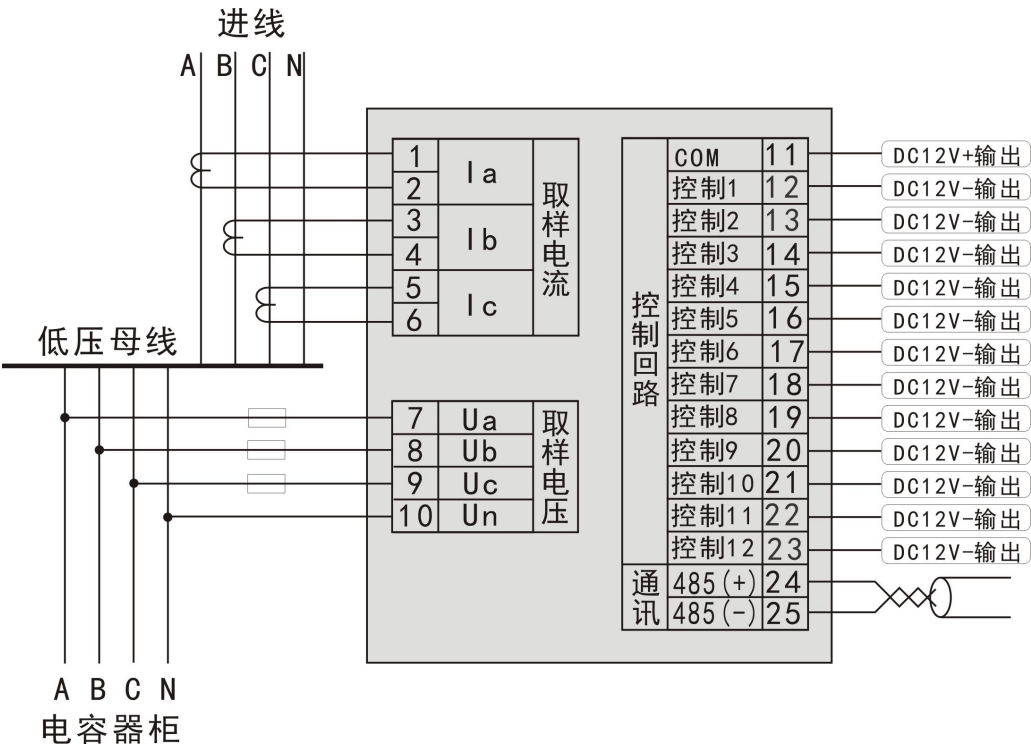 进线
A B C N
1
2
Ia
3
4
Ib
5
6
Ic
取样电流
低压母线
7 Ua
8 Ub
9 Uc
10 Un
取样电压
A B C N
电容器柜
控制回路
COM 11 DC12V+输出
控制1 12 DC12V-输出
控制2 13 DC12V-输出
控制3 14 DC12V-输出
控制4 15 DC12V-输出
控制5 16 DC12V-输出
控制6 17 DC12V-输出
控制7 18 DC12V-输出
控制8 19 DC12V-输出
控制9 20 DC12V-输出
控制10 21 DC12V-输出
控制11 22 DC12V-输出
控制12 23 DC12V-输出
通讯
485(+) 24
485(-) 25